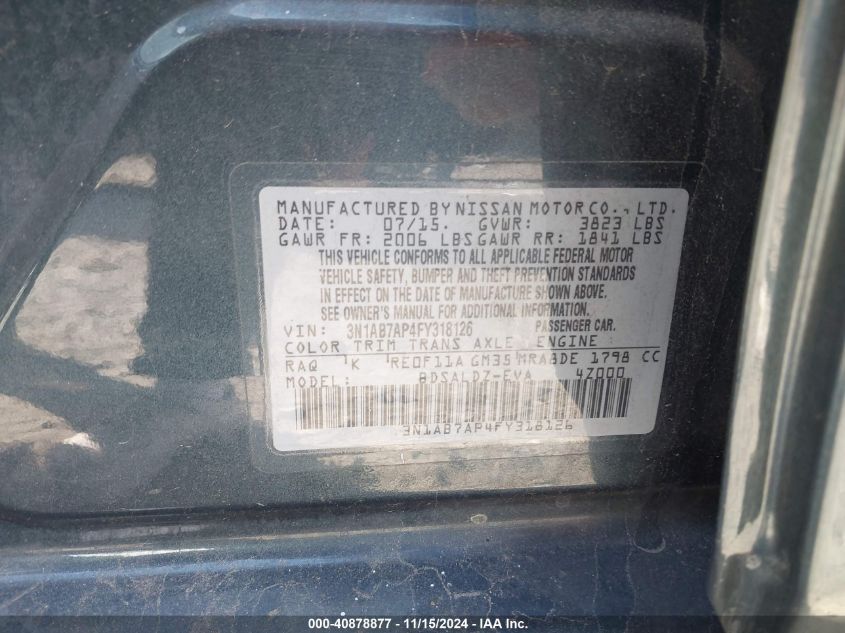 MANUFACTURED BY NISSAN MOTOR CO., LTD.
DATE: 07/15. GVWR: 3823 LBS
GAWR FR: 2006 LBS GAWR RR: 1841 LBS
THIS VEHICLE CONFORMS TO ALL APPLICABLE FEDERAL MOTOR
VEHICLE SAFETY, BUMPER AND THEFT PREVENTION STANDARDS
IN EFFECT ON THE DATE OF MANUFACTURE SHOWN ABOVE.
SEE OWNER'S MANUAL FOR ADDITIONAL INFORMATION
VIN: 3N1AB7AP4FY318126 PASSENGER CAR.
COLOR TRIM TRANS AXLE ENGINE
RAQ K RE0F11A GM35 MRA8DE 1798 CC
MODEL: BDSALDZ-EVA 4Z000
3N1AB7AP4FY318126
000-40878877 - 11/15/2024 - IAA Inc.